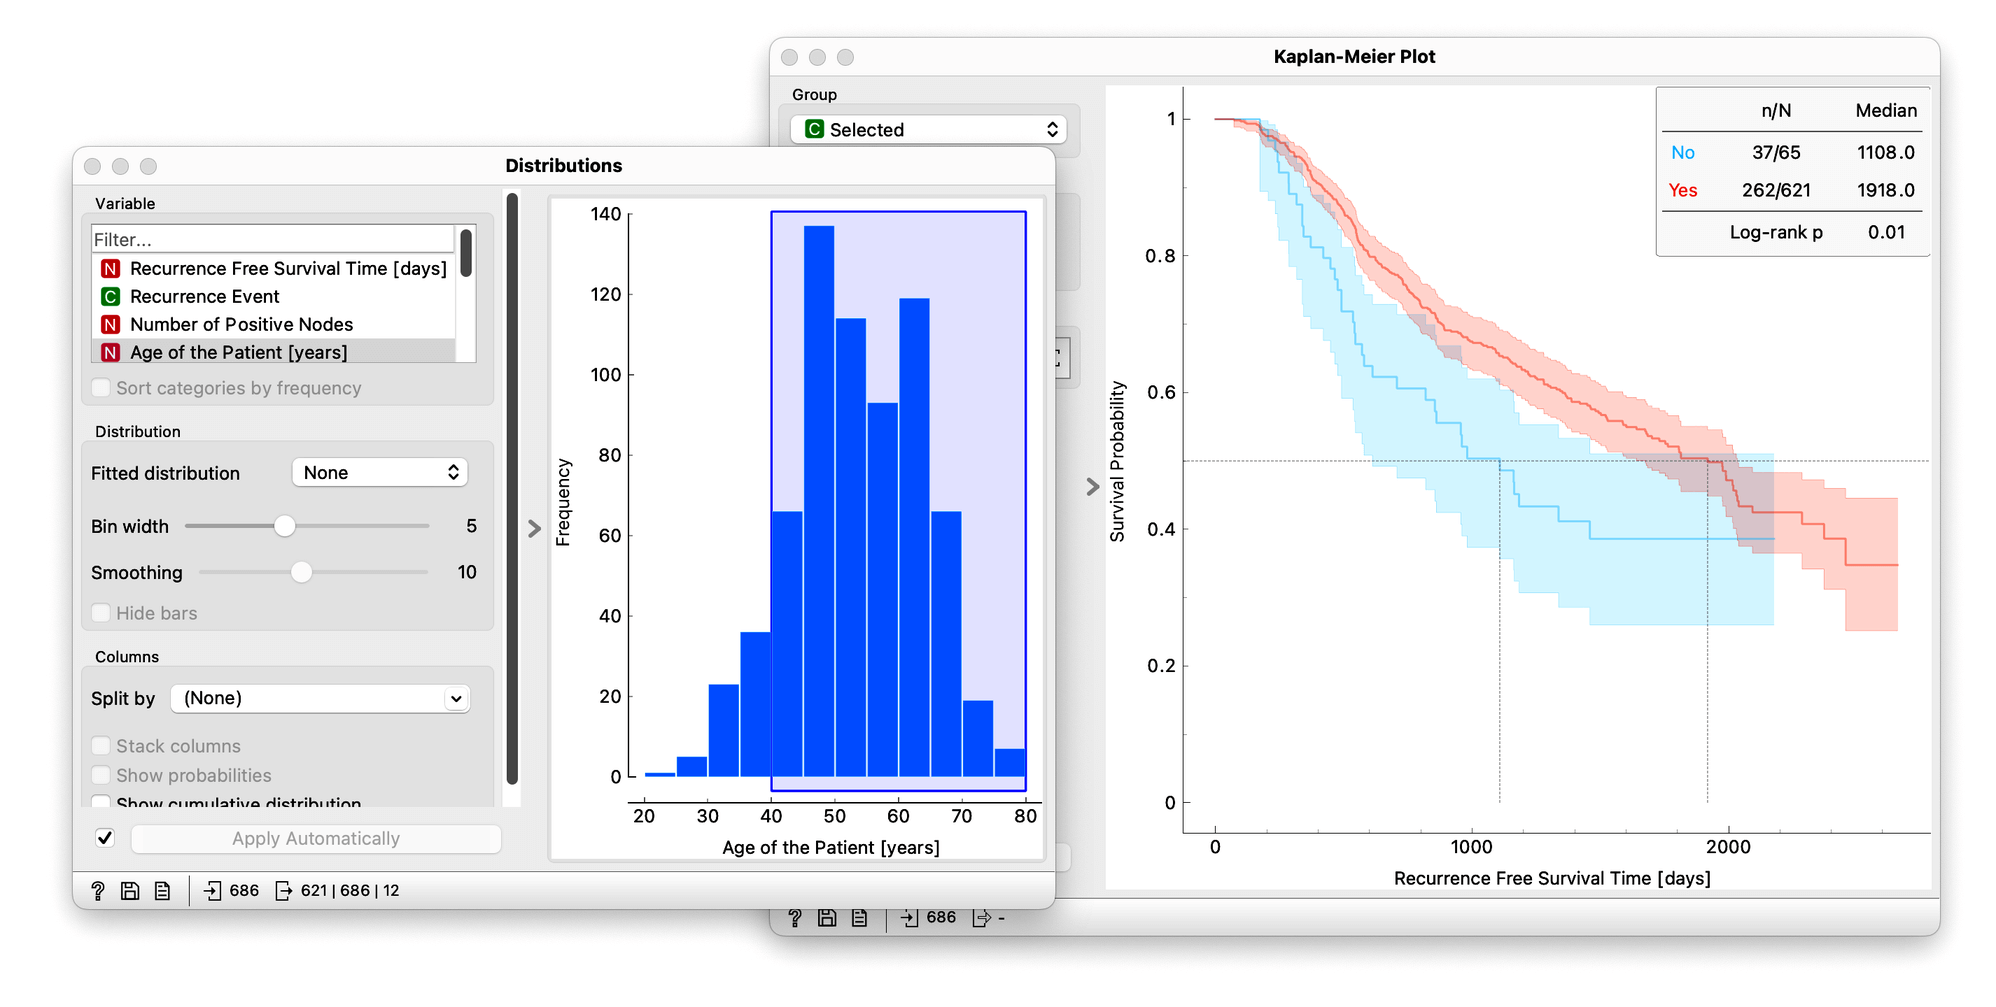 Kaplan-Meier Plot
Group
C Selected
n/N Median
No 37/65 1108.0
Yes 262/621 1918.0
Log-rank p 0.01
1
0.8
0.6
0.4
0.2
0
Survival Probability
0 1000 2000
Recurrence Free Survival Time [days]
? 686 -
Distributions
Variable
Filter...
N Recurrence Free Survival Time [days]
C Recurrence Event
N Number of Positive Nodes
N Age of the Patient [years]
Sort categories by frequency
Distribution
Fitted distribution None
Bin width 5
Smoothing 10
Hide bars
Columns
Split by (None)
Stack columns
Show probabilities
Show cumulative distribution
Apply Automatically
? 686 621 | 686 | 12
140
120
100
80
60
40
20
0
Frequency
20 30 40 50 60 70 80
Age of the Patient [years]